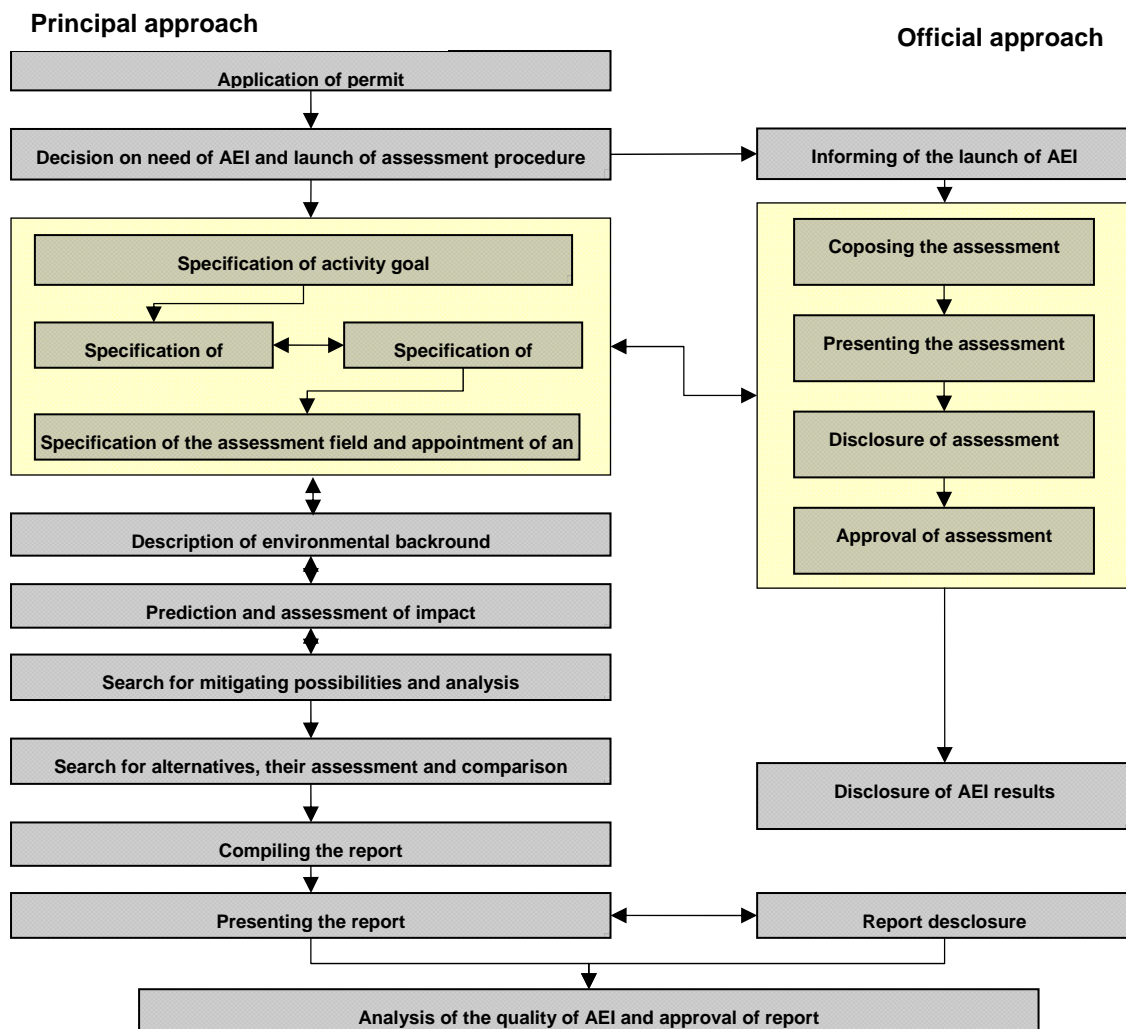 Principal approach
Official approach
Application of permit
Decision on need of AEI and launch of assessment procedure
Informing of the launch of AEI
Specification of activity goal
Specification of
Specification of
Specification of the assessment field and appointment of an
Coposing the assessment
Presenting the assessment
Disclosure of assessment
Approval of assessment
Description of environmental backround
Prediction and assessment of impact
Search for mitigating possibilities and analysis
Search for alternatives, their assessment and comparison
Disclosure of AEI results
Compiling the report
Presenting the report
Report desclosure
Analysis of the quality of AEI and approval of report